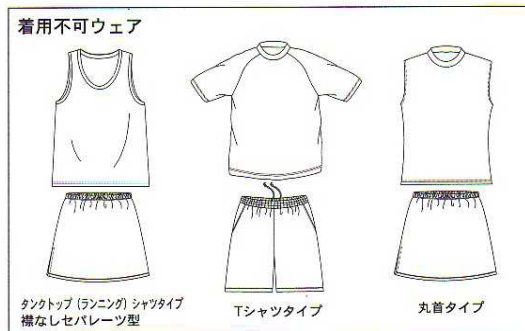 着用不可ウェア
タンクトップ（ランニング）シャツタイプ
襟なしセパレーツ型
Tシャツタイプ
丸首タイプ